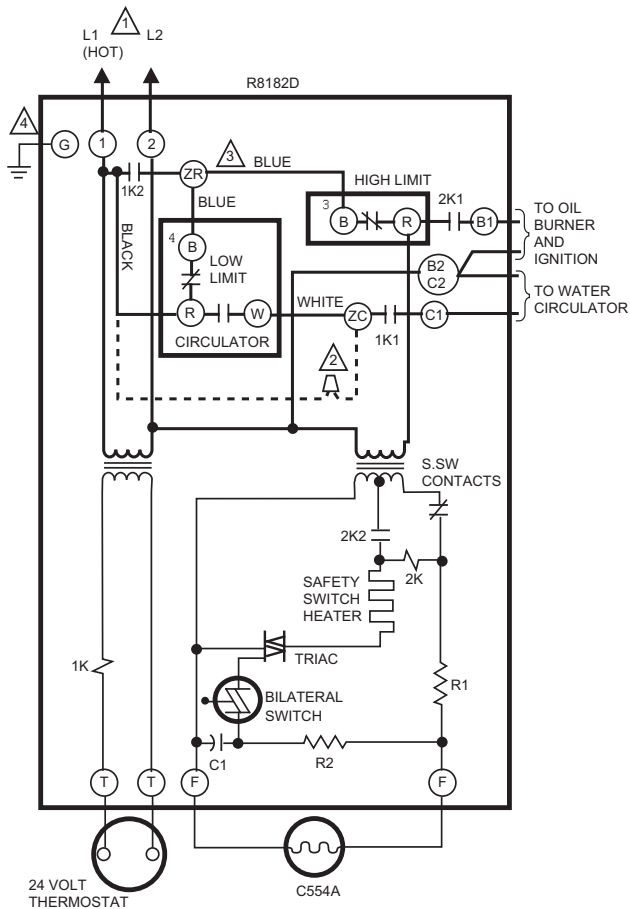 1
L1 L2
(HOT)
R8182D
4
G
1
2
3
BLUE
1K2
ZR
HIGH LIMIT
BLUE
3
B
R
2K1
B1
TO OIL
BURNER
AND
IGNITION
BLACK
4
B
LOW
LIMIT
B2
C2
TO WATER
CIRCULATOR
R
W
WHITE
ZC
C1
1K1
CIRCULATOR
2
S.SW
CONTACTS
2K2
2K
SAFETY
SWITCH
HEATER
TRIAC
1K
R1
BILATERAL
SWITCH
C1
R2
T
T
F
F
24 VOLT
THERMOSTAT
C554A